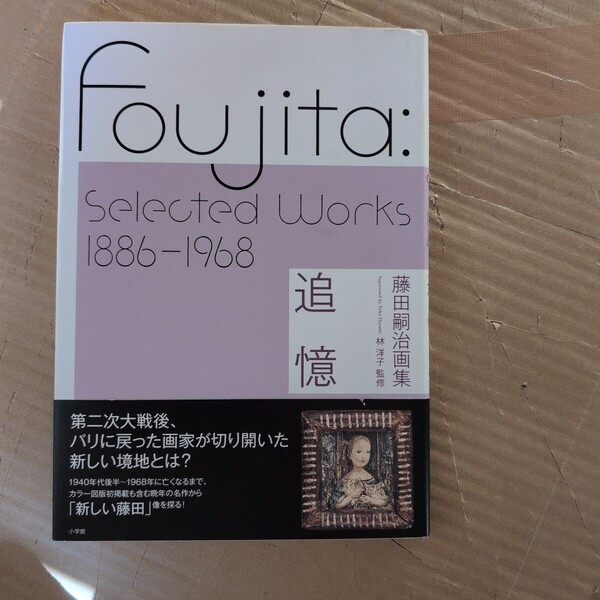 foujita:
Selected Works
1886–1968
追憶
藤田嗣治画集
Supervised by Yoko Hayashi
林 洋子 監修
第二次大戦後、
パリに戻った画家が切り開いた
新しい境地とは?
1940年代後半～1968年に亡くなるまで、
カラー図版初掲載も含む晩年の名作から
「新しい藤田」像を探る!
小学館